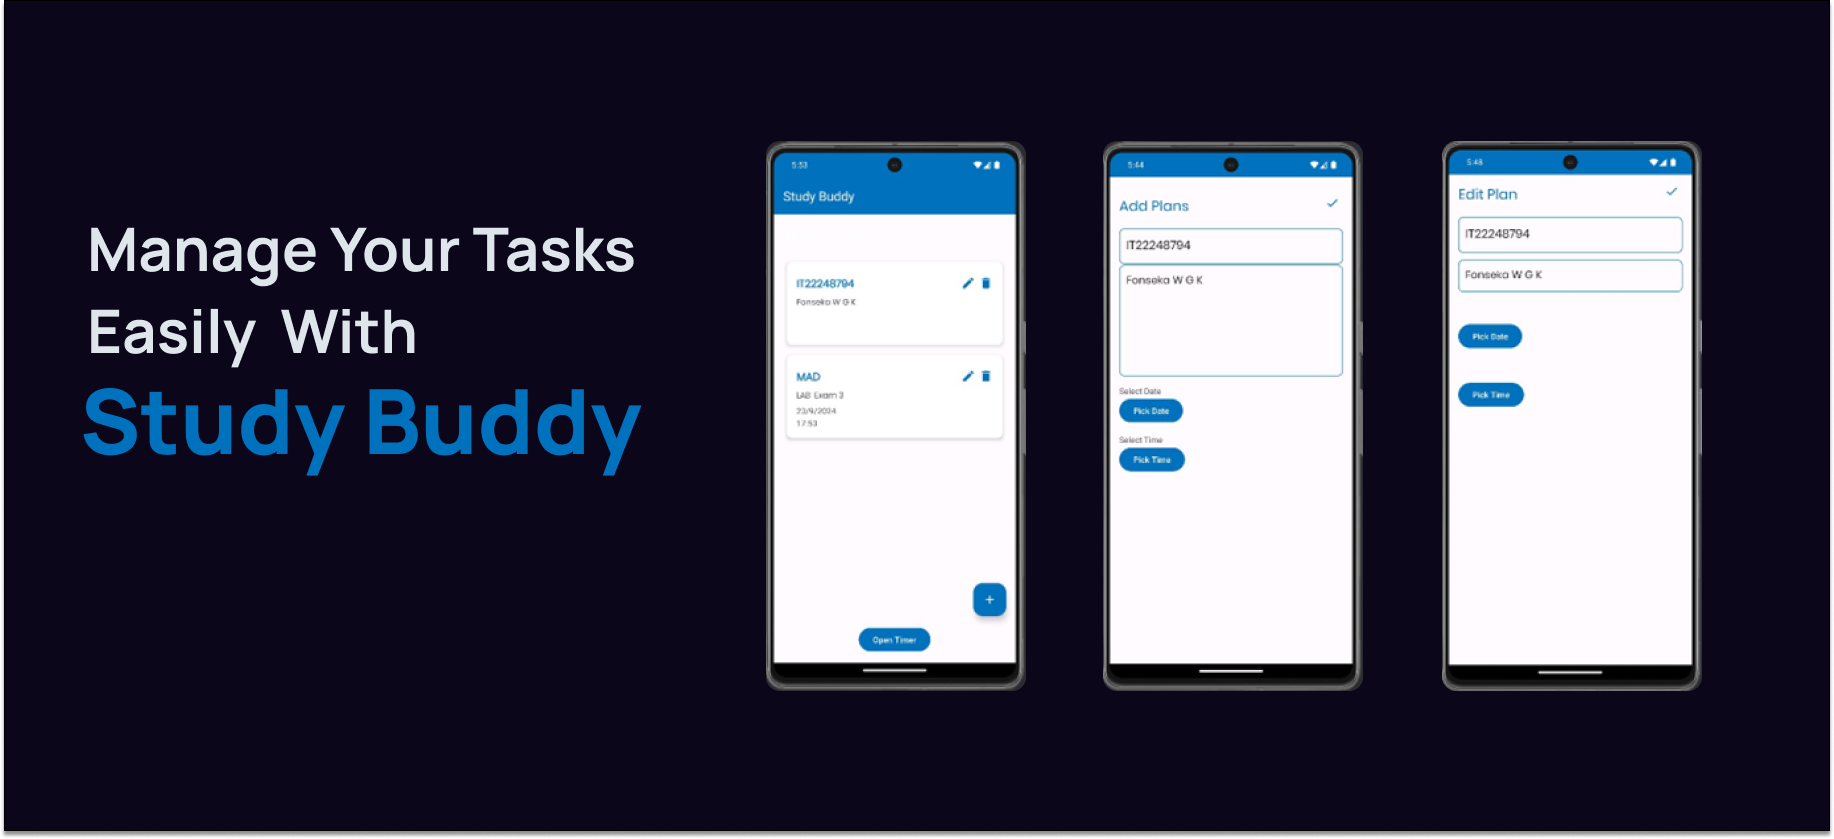 Manage Your Tasks
Easily With
Study Buddy
5:53
Study Buddy
IT22248794
Fonseka W G K
MAD
LAB Exam 3
23/9/2024
17:53
+
Open Timer
5:44
Add Plans
IT22248794
Fonseka W G K
Select Date
Pick Date
Select Time
Pick Time
5:48
Edit Plan
IT22248794
Fonseka W G K
Pick Date
Pick Time